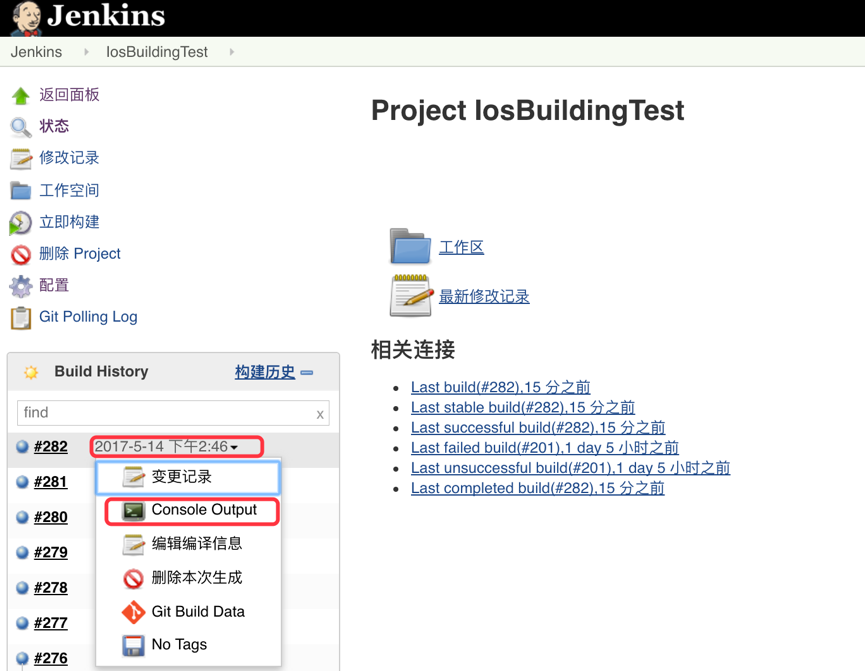 Jenkins
Jenkins
IosBuildingTest
返回面板
状态
修改记录
工作空间
立即构建
删除 Project
配置
Git Polling Log
Project IosBuildingTest
工作区
最新修改记录
相关连接
Last build(#282),15 分之前
Last stable build(#282),15 分之前
Last successful build(#282),15 分之前
Last failed build(#201),1 day 5 小时之前
Last unsuccessful build(#201),1 day 5 小时之前
Last completed build(#282),15 分之前
Build History
构建历史
find
x
#282
2017-5-14 下午2:46
#281
#280
#279
#278
#277
#276
变更记录
Console Output
编辑编译信息
删除本次生成
Git Build Data
No Tags